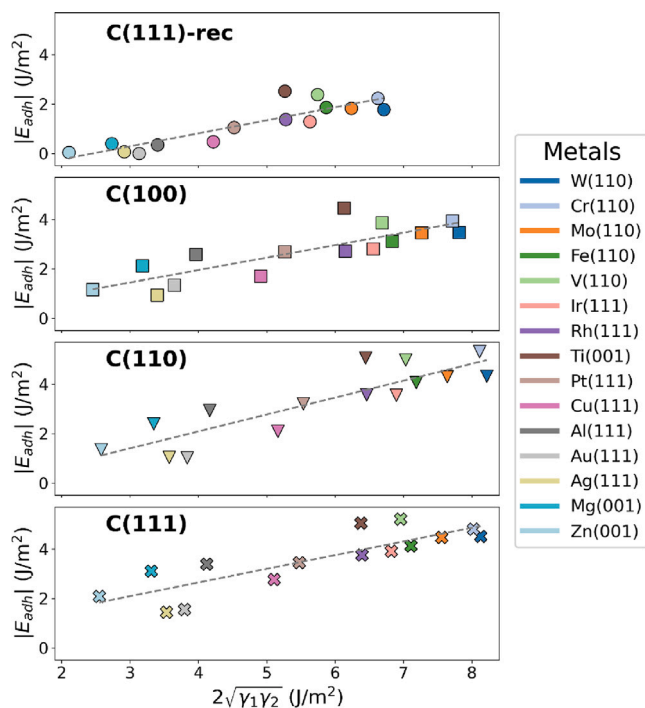 C(111)-rec
|E_adh| (J/m²)
4
2
0
C(100)
|E_adh| (J/m²)
4
2
0
C(110)
|E_adh| (J/m²)
4
2
0
C(111)
|E_adh| (J/m²)
4
2
0
2 3 4 5 6 7 8
2√γ₁γ₂ (J/m²)
Metals
W(110)
Cr(110)
Mo(110)
Fe(110)
V(110)
Ir(111)
Rh(111)
Ti(001)
Pt(111)
Cu(111)
Al(111)
Au(111)
Ag(111)
Mg(001)
Zn(001)